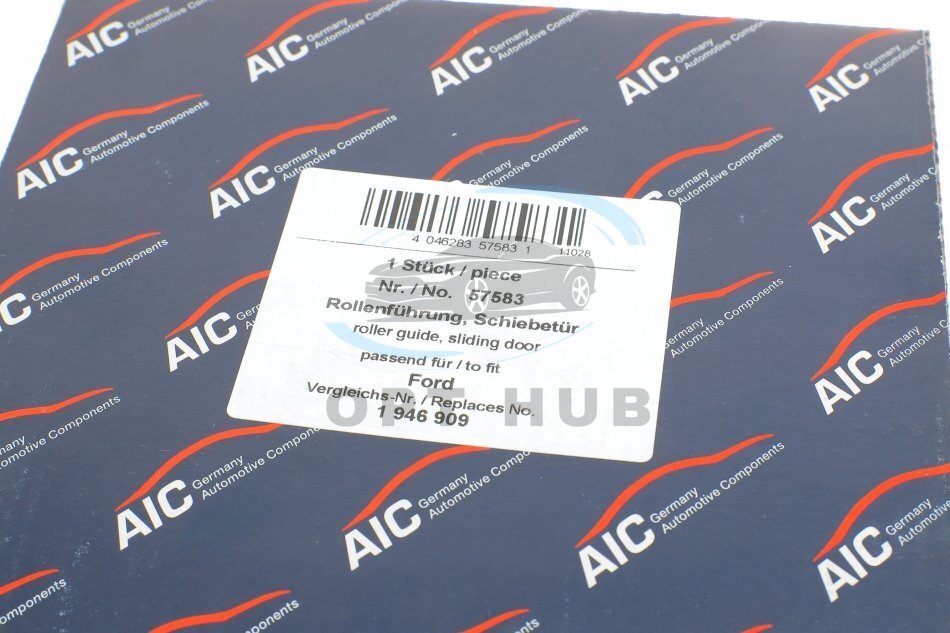 AIC Germany
Automotive Components
4 046283 57583 1 11028
1 Stück / piece
Nr. / No. 57583
Rollenführung, Schiebetür
roller guide, sliding door
passend für / to fit
Ford
Vergleichs-Nr. / Replaces No.
1 946 909
OPT HUB